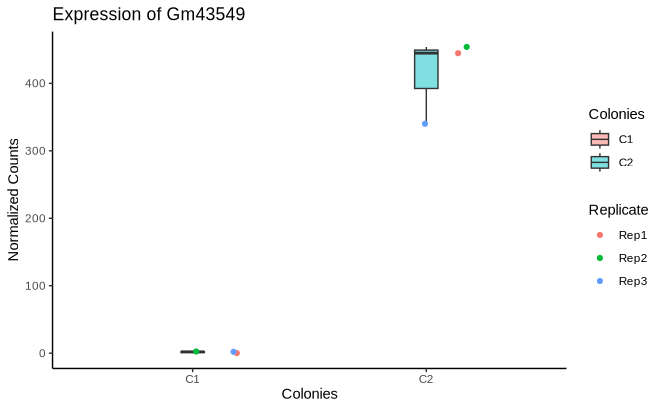 Expression of Gm43549
Normalized Counts
400
300
200
100
0
C1
C2
Colonies
Colonies
C1
C2
Replicate
Rep1
Rep2
Rep3